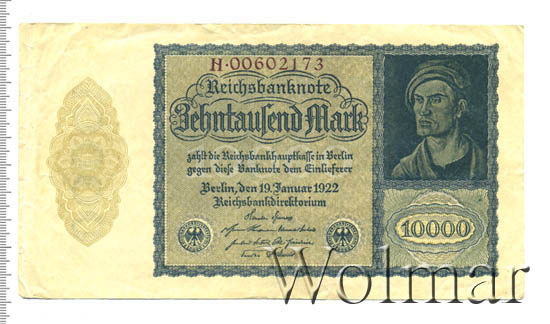 H·00602173
Reichsbanknote
Zehntausend Mark
zahlt die Reichsbankhauptkasse in Berlin
gegen diese Banknote dem Einlieferer
Berlin, den 19. Januar 1922
Reichsbankdirektorium
10000
Wolmar